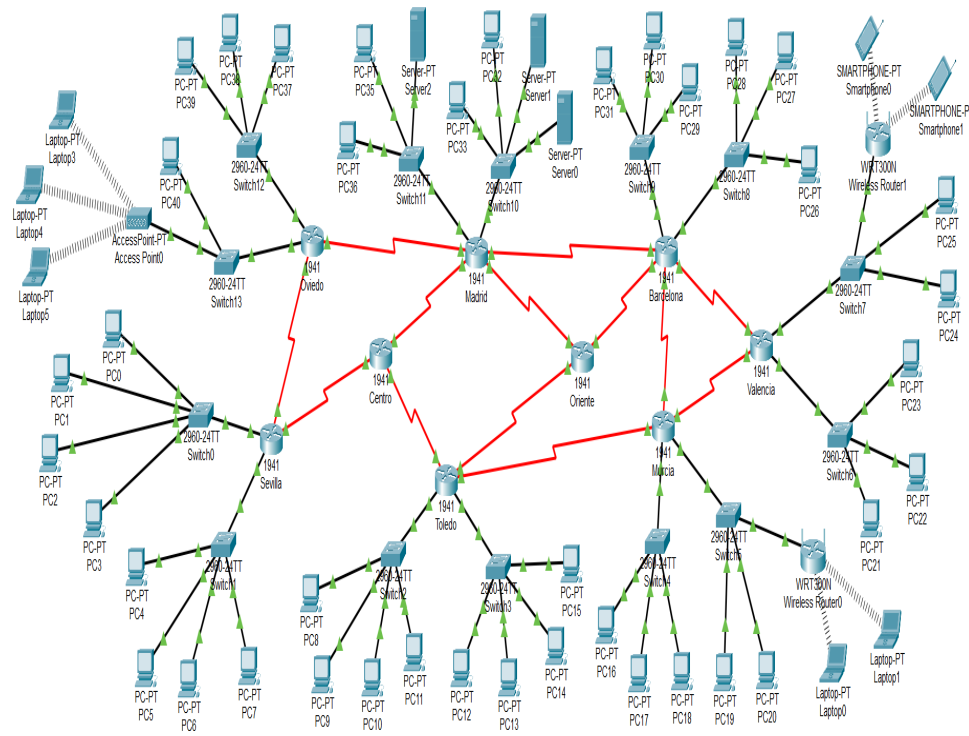 PC-PT
PC39
PC-PT
PC38
PC-PT
PC37
PC-PT
PC35
Server-PT
Server2
PC-PT
PC32
Server-PT
Server1
PC-PT
PC30
PC-PT
PC28
PC-PT
PC27
SMARTPHONE-PT
Smartphone0
SMARTPHONE-P
Smartphone1
Laptop-PT
Laptop3
PC-PT
PC40
2960-24TT
Switch12
PC-PT
PC36
2960-24TT
Switch11
PC-PT
PC33
2960-24TT
Switch10
Server-PT
Server0
PC-PT
PC31
PC-PT
PC29
2960-24TT
Switch9
2960-24TT
Switch8
PC-PT
PC26
WRT300N
Wireless Router1
Laptop-PT
Laptop4
AccessPoint-PT
Access Point0
PC-PT
PC25
Laptop-PT
Laptop5
2960-24TT
Switch13
1941
Oviedo
1941
Madrid
1941
Barcelona
2960-24TT
Switch7
PC-PT
PC24
PC-PT
PC0
1941
Centro
1941
Oriente
1941
Valencia
PC-PT
PC1
PC-PT
PC23
2960-24TT
Switch0
1941
Sevilla
1941
Murcia
2960-24TT
Switch6
PC-PT
PC2
1941
Toledo
PC-PT
PC22
PC-PT
PC3
PC-PT
PC21
2960-24TT
Switch1
2960-24TT
Switch2
2960-24TT
Switch3
2960-24TT
Switch4
2960-24TT
Switch5
WRT300N
Wireless Router0
PC-PT
PC4
PC-PT
PC8
PC-PT
PC15
PC-PT
PC16
Laptop-PT
Laptop1
PC-PT
PC5
PC-PT
PC6
PC-PT
PC7
PC-PT
PC9
PC-PT
PC10
PC-PT
PC11
PC-PT
PC12
PC-PT
PC13
PC-PT
PC14
PC-PT
PC17
PC-PT
PC18
PC-PT
PC19
PC-PT
PC20
Laptop-PT
Laptop0